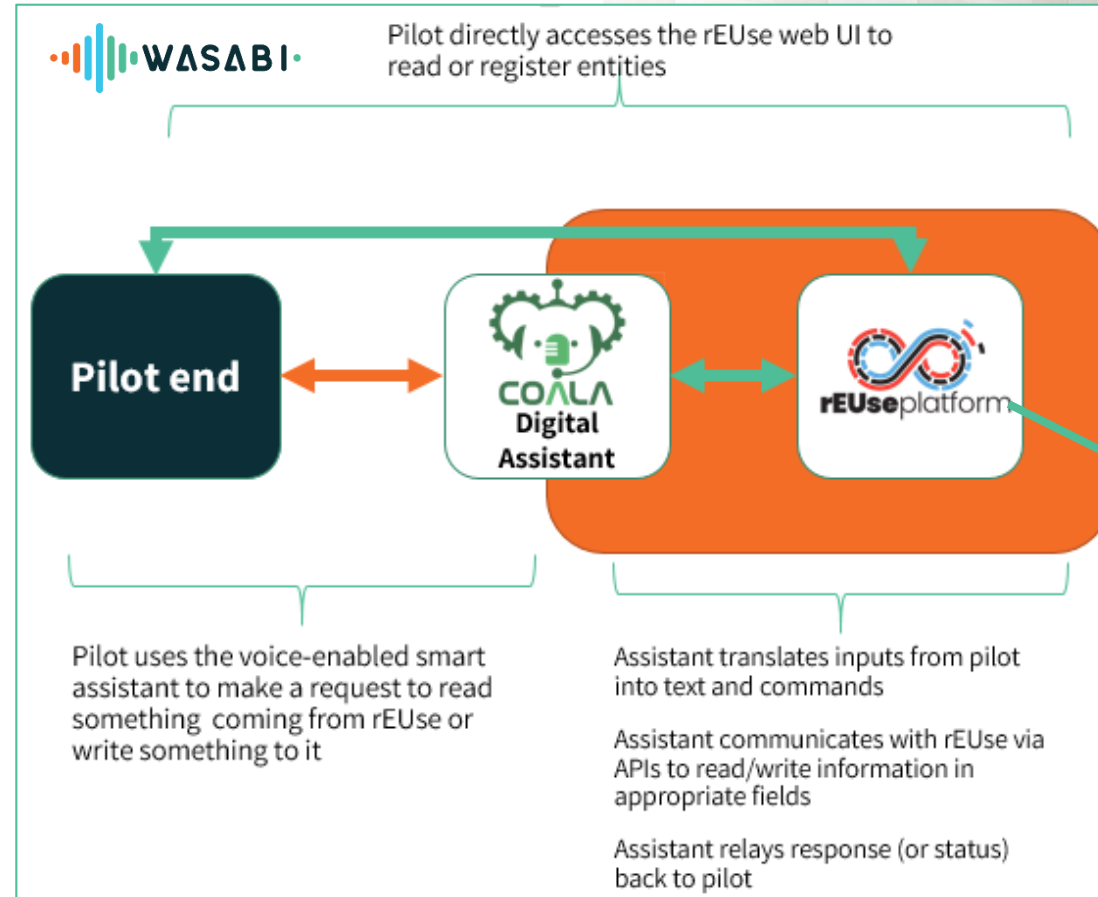 WASABI
Pilot directly accesses the rEUse web UI to
read or register entities
Pilot end
COALA
Digital
Assistant
rEUseplatform
Pilot uses the voice-enabled smart
assistant to make a request to read
something coming from rEUse or
write something to it
Assistant translates inputs from pilot
into text and commands
Assistant communicates with rEUse via
APIs to read/write information in
appropriate fields
Assistant relays response (or status)
back to pilot